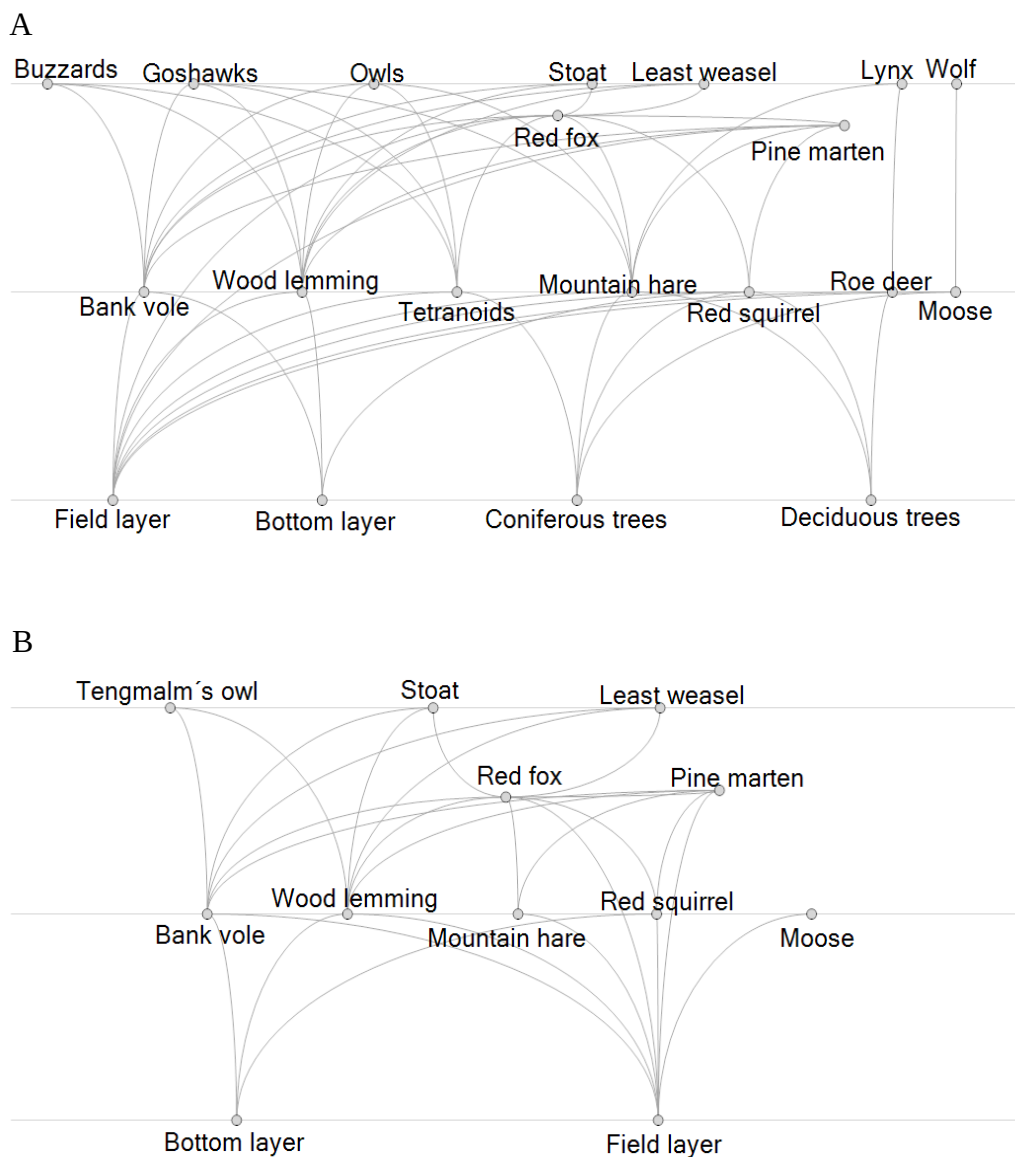 A
Buzzards
Goshawks
Owls
Stoat
Least weasel
Lynx
Wolf
Red fox
Pine marten
Bank vole
Wood lemming
Tetranoids
Mountain hare
Red squirrel
Roe deer
Moose
Field layer
Bottom layer
Coniferous trees
Deciduous trees
B
Tengmalm´s owl
Stoat
Least weasel
Red fox
Pine marten
Bank vole
Wood lemming
Mountain hare
Red squirrel
Moose
Bottom layer
Field layer